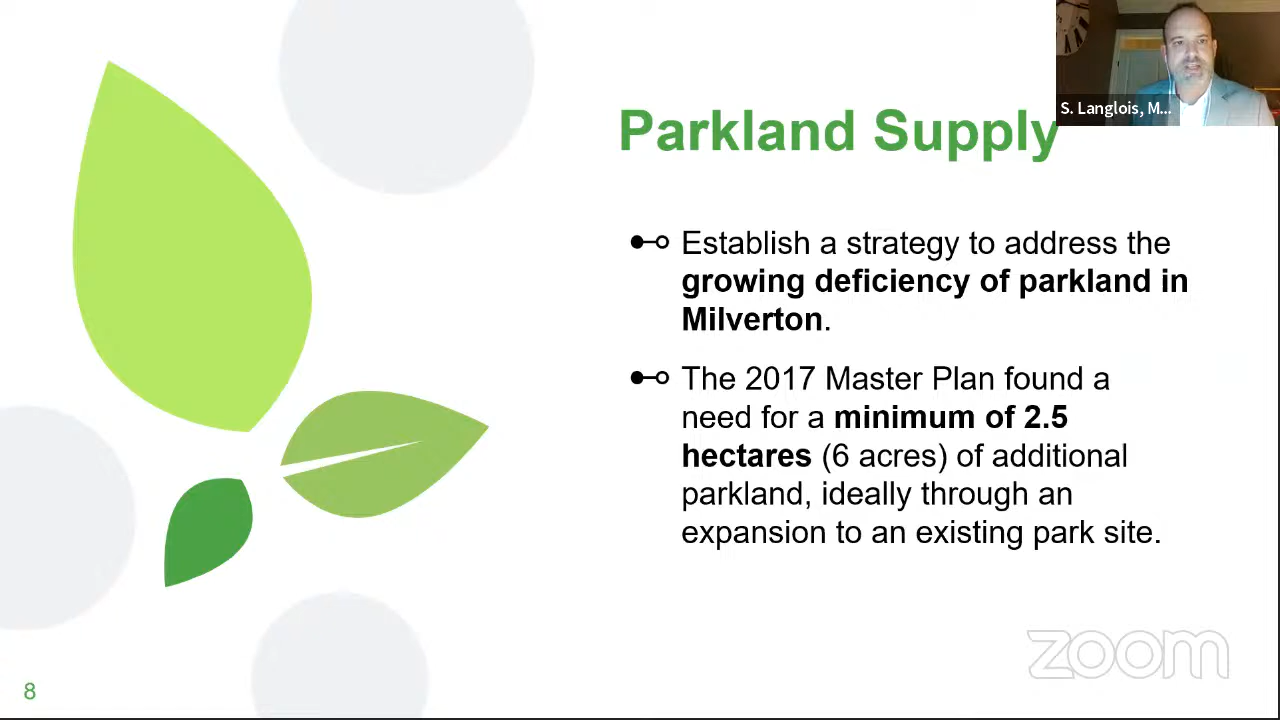 S. Langlois, M...
Parkland Supply
Establish a strategy to address the
growing deficiency of parkland in
Milverton.
The 2017 Master Plan found a
need for a minimum of 2.5
hectares (6 acres) of additional
parkland, ideally through an
expansion to an existing park site.
zoom
8